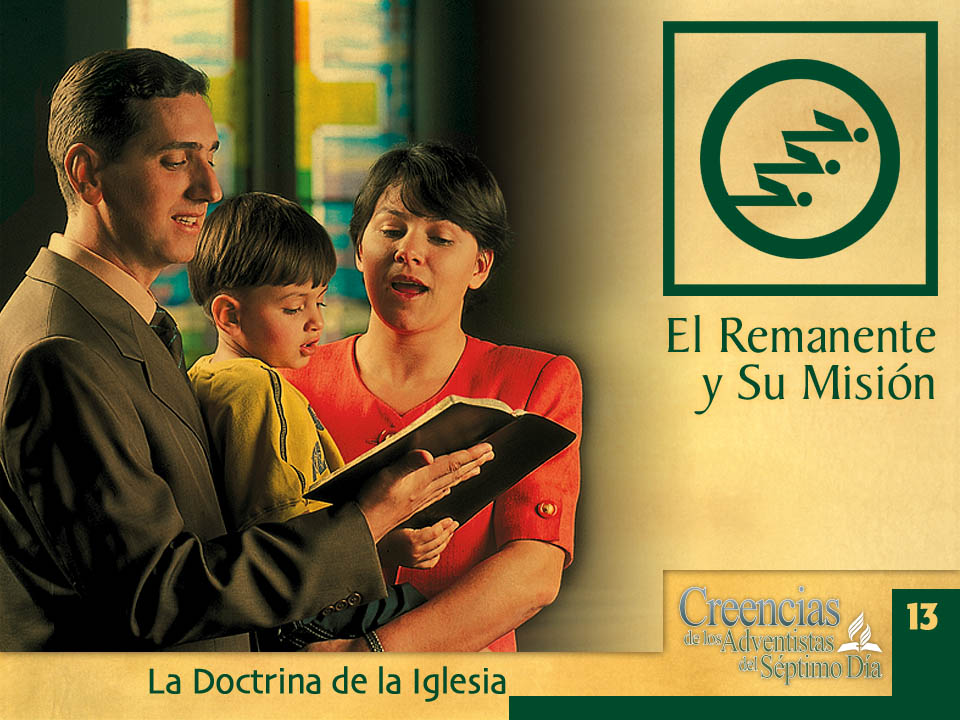 El Remanente
y Su Misión
Creencias
de los Adventistas
del Séptimo Día
13
La Doctrina de la Iglesia